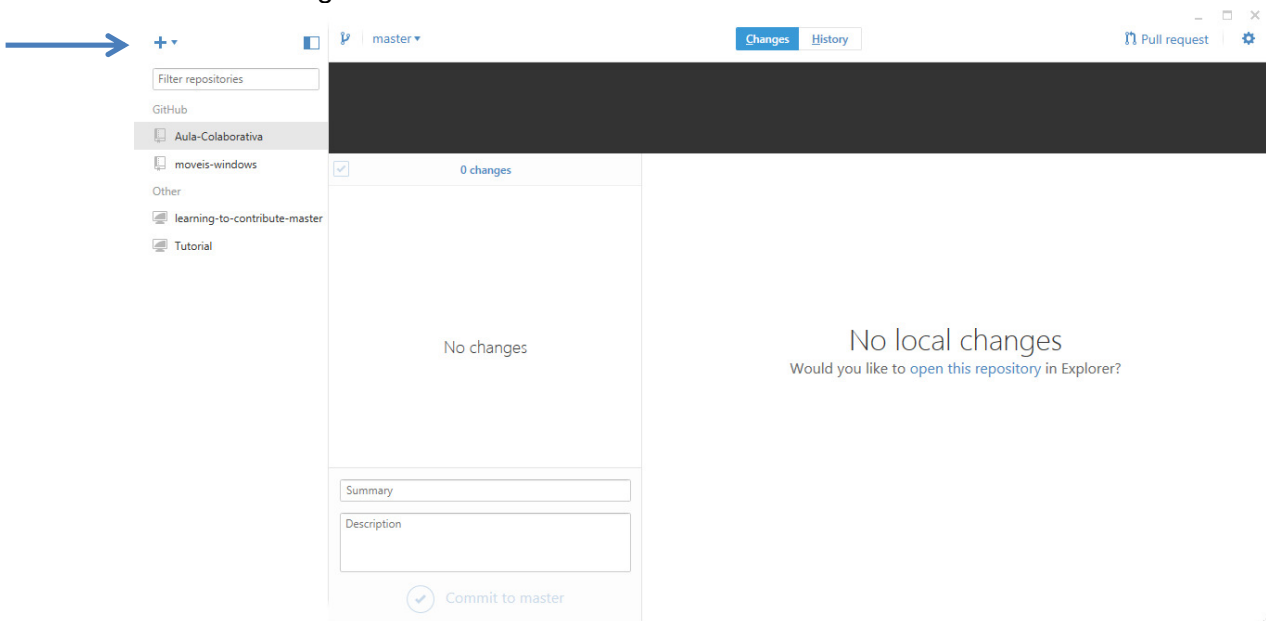 master
Changes
History
Pull request
Filter repositories
GitHub
Aula-Colaborativa
moveis-windows
Other
learning-to-contribute-master
Tutorial
0 changes
No changes
No local changes
Would you like to open this repository in Explorer?
Summary
Description
Commit to master